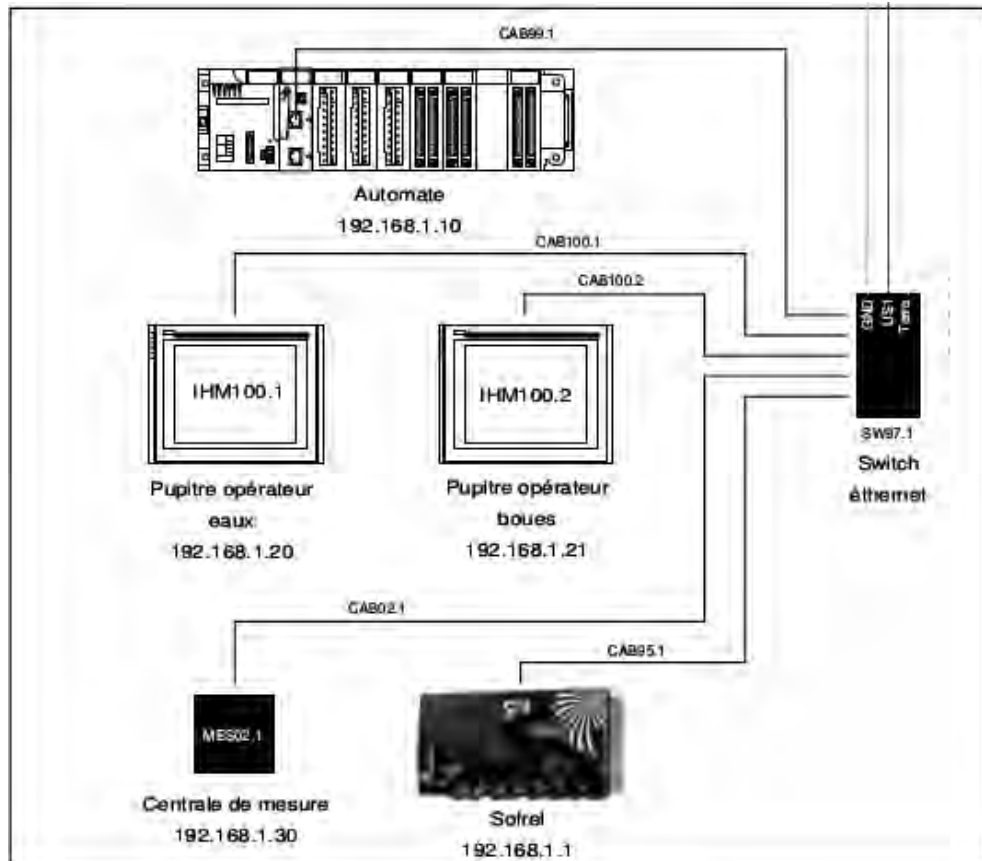 CAB99.1
Automate
192.168.1.10
CAB100.1
CAB100.2
GND
US1
Terre
IHM100.1
IHM100.2
SW97.1
Switch
éthernet
Pupitre opérateur
eaux
192.168.1.20
Pupitre opérateur
boues
192.168.1.21
CAB02.1
CAB95.1
MES02.1
Centrale de mesure
192.168.1.30
Sofrel
192.168.1.1